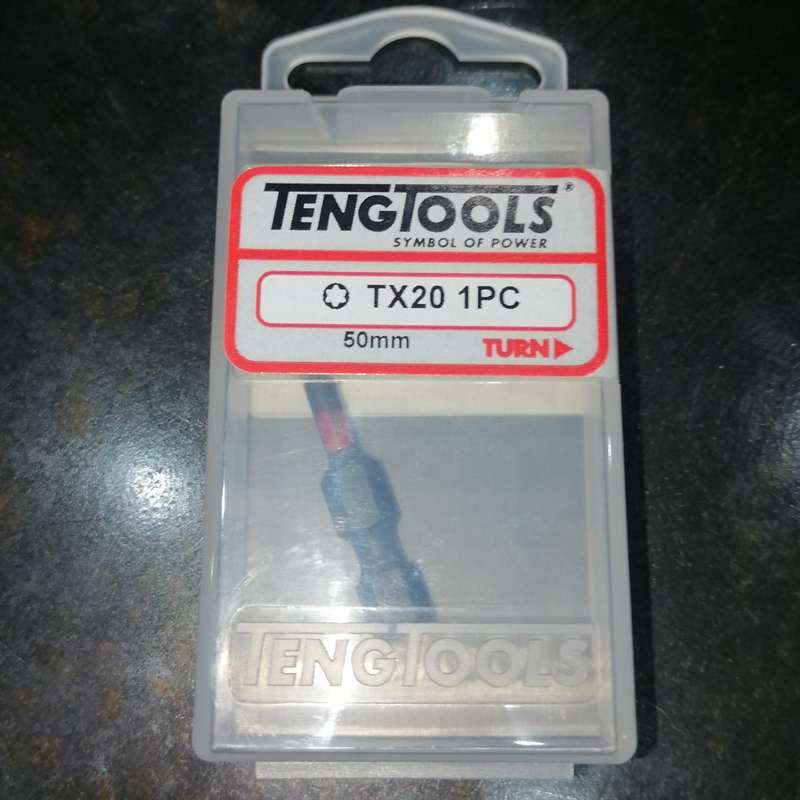 TENGTOOLS®
SYMBOL OF POWER
TX20 1PC
50mm
TURN
TENGTOOLS